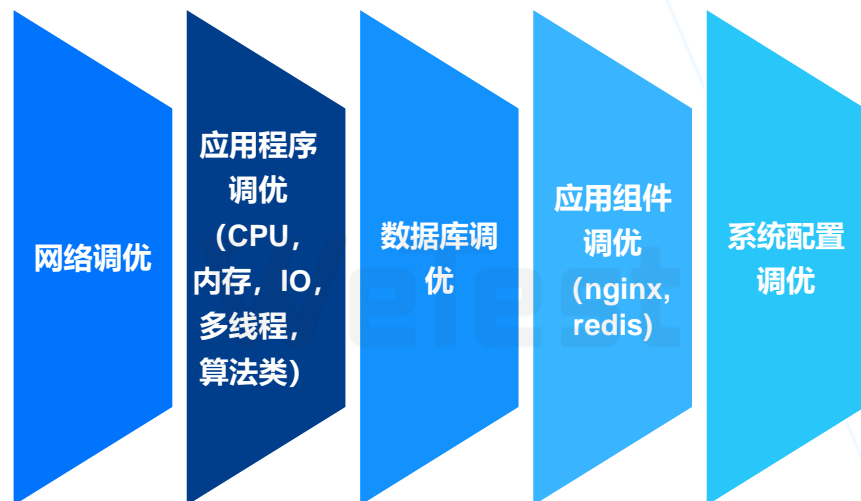 网络调优
应用程序
调优
(CPU，
内存，IO，
多线程，
算法类）
数据库调
优
应用组件
调优
（nginx,
redis)
系统配置
调优
WeTest